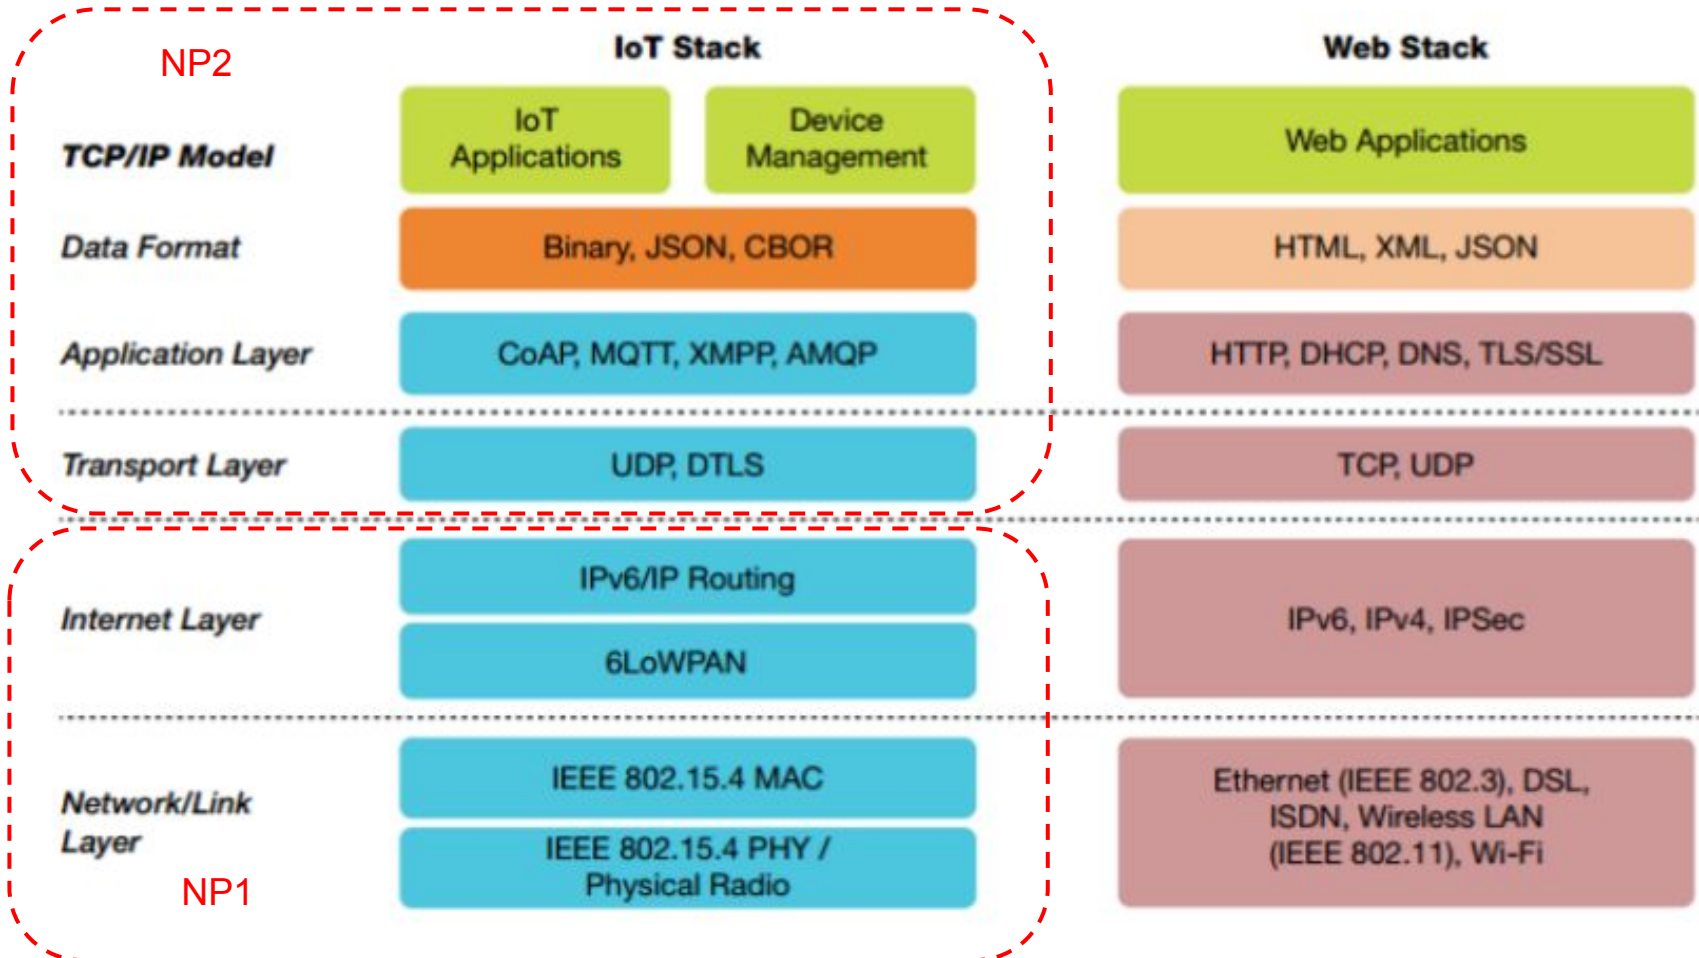 NP2
IoT Stack
Web Stack
TCP/IP Model
IoT
Applications
Device
Management
Web Applications
Data Format
Binary, JSON, CBOR
HTML, XML, JSON
Application Layer
CoAP, MQTT, XMPP, AMQP
HTTP, DHCP, DNS, TLS/SSL
Transport Layer
UDP, DTLS
TCP, UDP
Internet Layer
IPv6/IP Routing
6LoWPAN
IPv6, IPv4, IPSec
Network/Link
Layer
IEEE 802.15.4 MAC
IEEE 802.15.4 PHY /
Physical Radio
Ethernet (IEEE 802.3), DSL,
ISDN, Wireless LAN
(IEEE 802.11), Wi-Fi
NP1